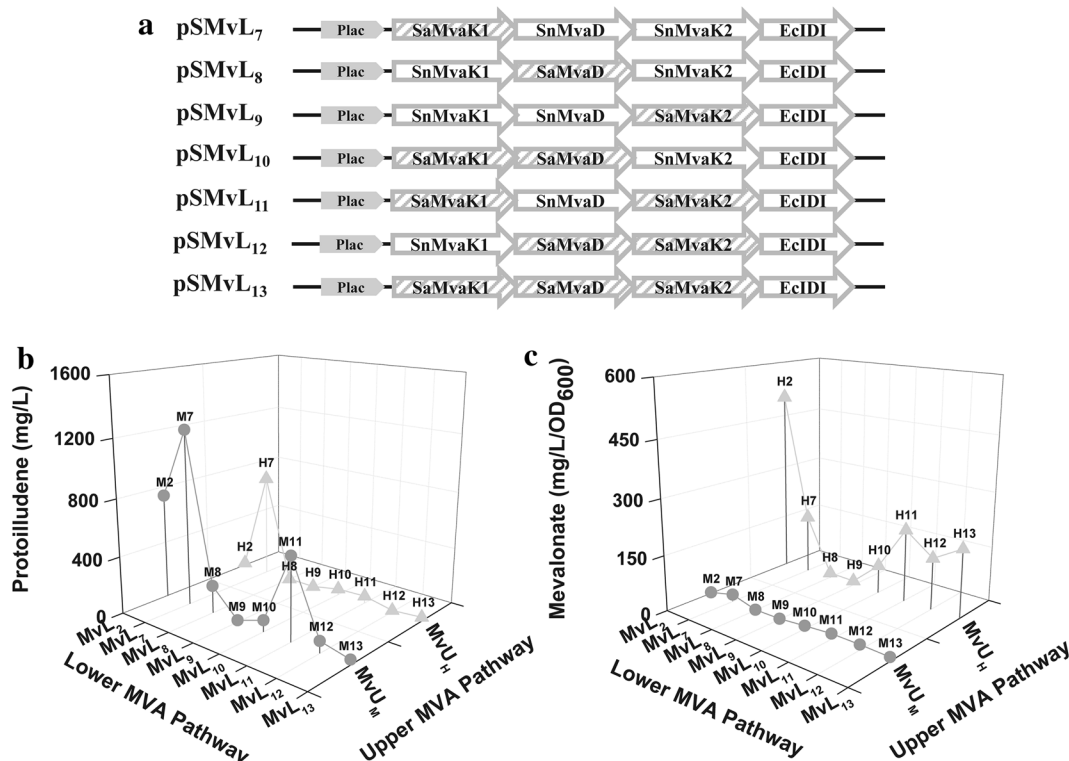 a
pSMvL7 Plac SaMvaK1 SnMvaD SnMvaK2 EcIDI
pSMvL8 Plac SnMvaK1 SaMvaD SnMvaK2 EcIDI
pSMvL9 Plac SnMvaK1 SnMvaD SaMvaK2 EcIDI
pSMvL10 Plac SaMvaK1 SaMvaD SnMvaK2 EcIDI
pSMvL11 Plac SaMvaK1 SnMvaD SaMvaK2 EcIDI
pSMvL12 Plac SnMvaK1 SaMvaD SaMvaK2 EcIDI
pSMvL13 Plac SaMvaK1 SaMvaD SaMvaK2 EcIDI
b
Protoilludene (mg/L)
1600
1200
800
400
0
M2
M7
M8
M9
M10
M11
M12
M13
H2
H7
H8
H9
H10
H11
H12
H13
MvL2
MvL7
MvL8
MvL9
MvL10
MvL11
MvL12
MvL13
Lower MVA Pathway
MvUM
MvUH
Upper MVA Pathway
c
Mevalonate (mg/L/OD600)
600
450
300
150
0
H2
H7
H8
H9
H10
H11
H12
H13
M2
M7
M8
M9
M10
M11
M12
M13
MvL2
MvL7
MvL8
MvL9
MvL10
MvL11
MvL12
MvL13
Lower MVA Pathway
MvUM
MvUH
Upper MVA Pathway